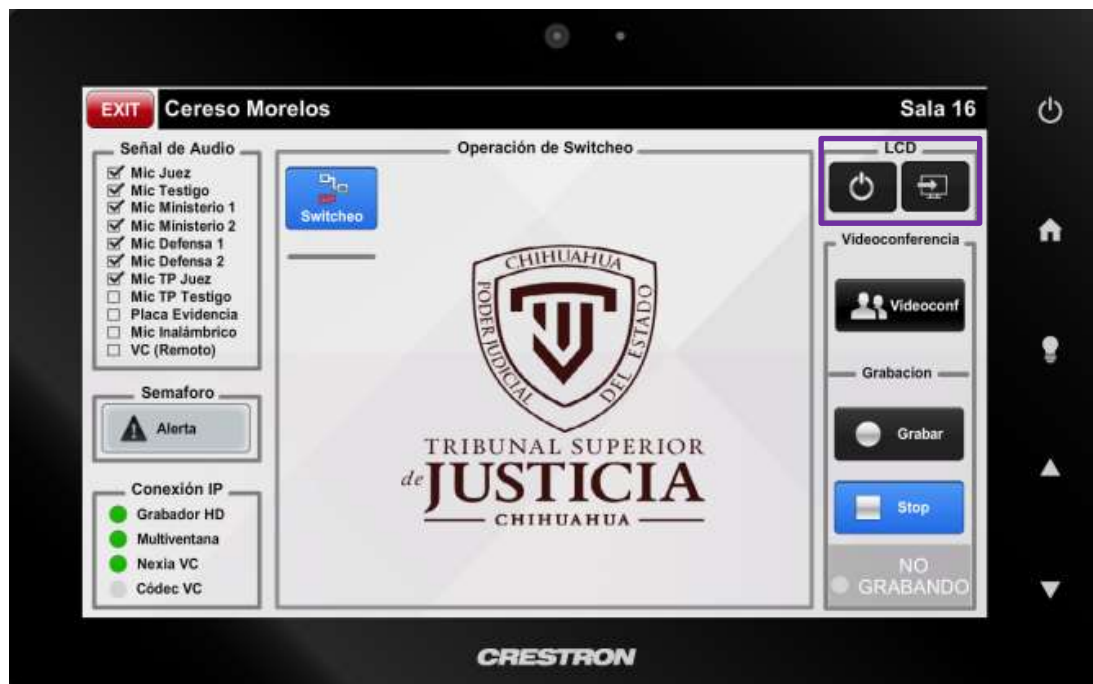 EXIT
Cereso Morelos
Sala 16
Señal de Audio
Mic Juez
Mic Testigo
Mic Ministerio 1
Mic Ministerio 2
Mic Defensa 1
Mic Defensa 2
Mic TP Juez
Mic TP Testigo
Placa Evidencia
Mic Inalámbrico
VC (Remoto)
Semaforo
Alerta
Conexión IP
Grabador HD
Multiventana
Nexia VC
Códec VC
Operación de Switcheo
Switcheo
CHIHUAHUA
PODER JUDICIAL
DEL ESTADO
TRIBUNAL SUPERIOR
de JUSTICIA
CHIHUAHUA
LCD
Videoconferencia
Videoconf
Grabacion
Grabar
Stop
NO
GRABANDO
CRESTRON